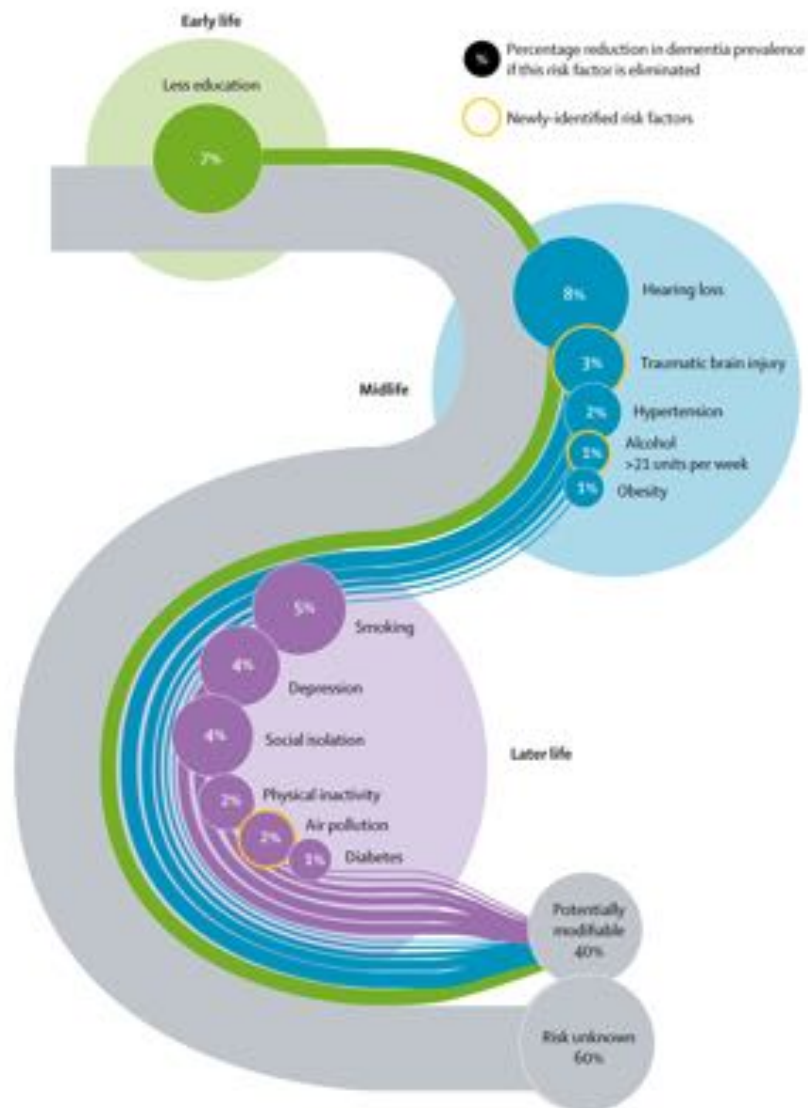 Early life
% Percentage reduction in dementia prevalence
if this risk factor is eliminated
Newly-identified risk factors
Less education
7%
8% Hearing loss
3% Traumatic brain injury
Midlife
2% Hypertension
1% Alcohol
>21 units per week
1% Obesity
5% Smoking
4% Depression
4% Social isolation
Later life
2% Physical inactivity
2% Air pollution
1% Diabetes
Potentially
modifiable
40%
Risk unknown
60%